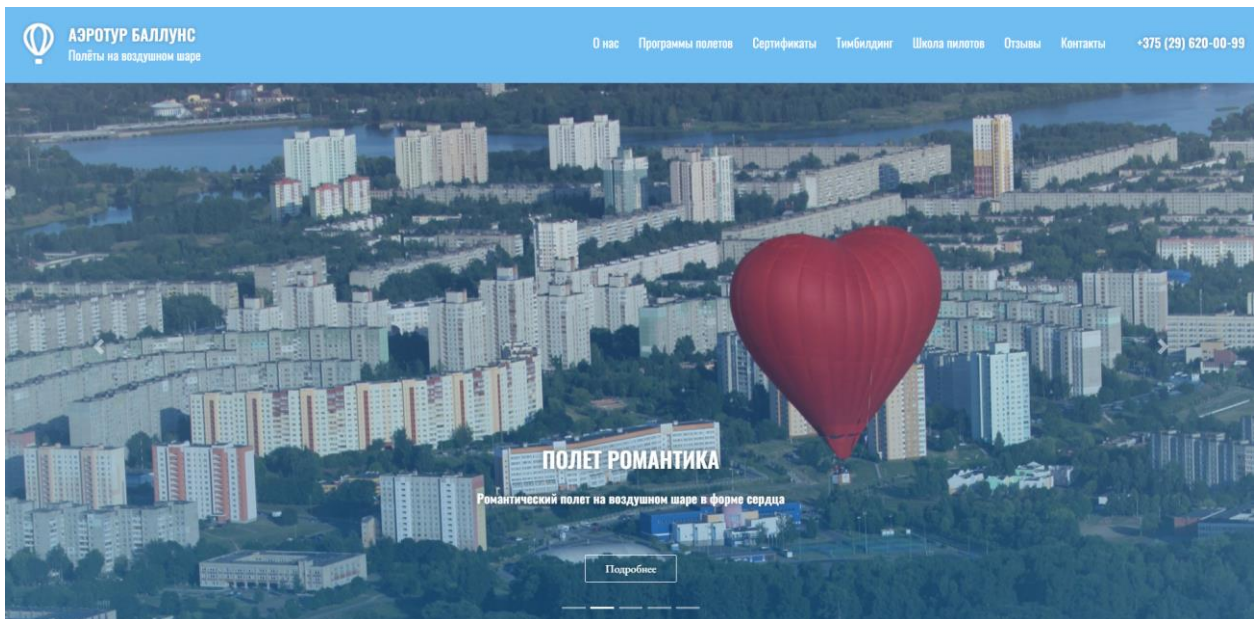 АЭРОТУР БАЛЛУНС
Полёты на воздушном шаре
О нас Программы полетов Сертификаты Тимбилдинг Школа пилотов Отзывы Контакты +375 (29) 620-00-99
ПОЛЕТ РОМАНТИКА
Романтический полет на воздушном шаре в форме сердца
Подробнее